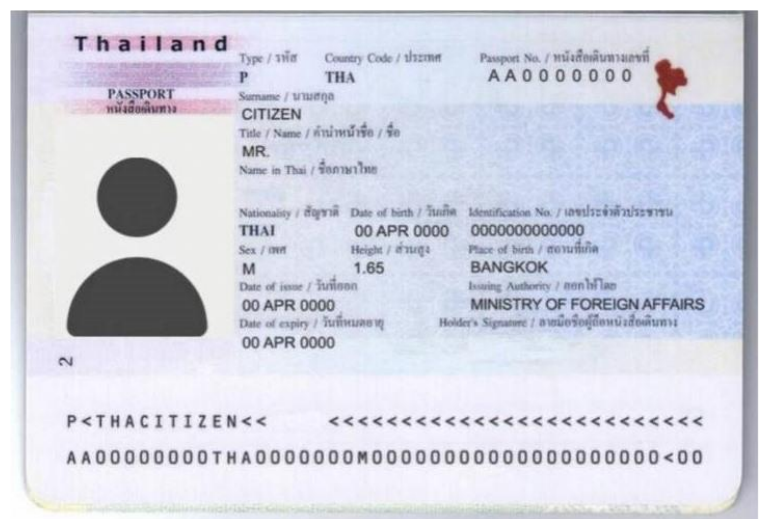 Thailand
PASSPORT
หนังสือเดินทาง
Type / รหัส Country Code / ประเทศ Passport No. / หนังสือเดินทางเลขที่
P THA AA0000000
Surname / นามสกุล
CITIZEN
Title / Name / คำนำหน้าชื่อ / ชื่อ
MR.
Name in Thai / ชื่อภาษาไทย
Nationality / สัญชาติ Date of birth / วันเกิด Identification No. / เลขประจำตัวประชาชน
THAI 00 APR 0000 0000000000000
Sex / เพศ Height / ส่วนสูง Place of birth / สถานที่เกิด
M 1.65 BANGKOK
Date of issue / วันที่ออก Issuing Authority / ออกให้โดย
00 APR 0000 MINISTRY OF FOREIGN AFFAIRS
Date of expiry / วันที่หมดอายุ Holder's Signature / ลายมือชื่อผู้ถือหนังสือเดินทาง
00 APR 0000
2
P<THACITIZEN<< <<<<<<<<<<<<<<<<<<<<<<<<<<
AA00000000THA0000000M00000000000000000000000<00